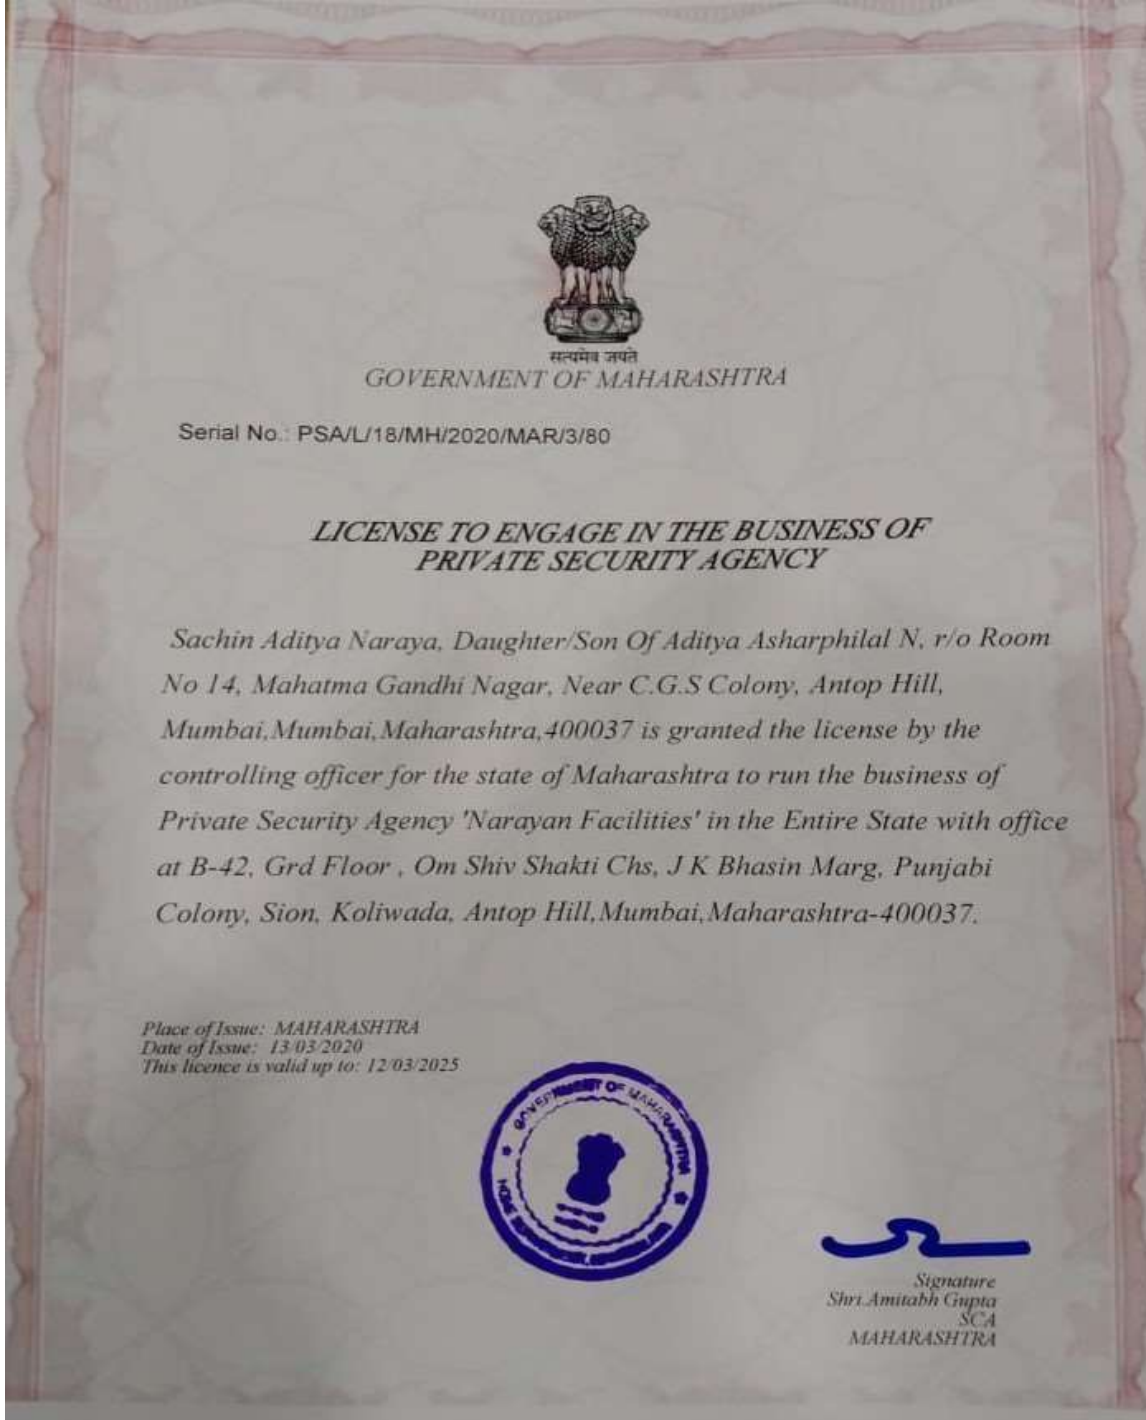 सत्यमेव जयते
GOVERNMENT OF MAHARASHTRA
Serial No.: PSA/L/18/MH/2020/MAR/3/80
LICENSE TO ENGAGE IN THE BUSINESS OF
PRIVATE SECURITY AGENCY
Sachin Aditya Naraya, Daughter/Son Of Aditya Asharphilal N, r/o Room
No 14, Mahatma Gandhi Nagar, Near C.G.S Colony, Antop Hill,
Mumbai,Mumbai,Maharashtra,400037 is granted the license by the
controlling officer for the state of Maharashtra to run the business of
Private Security Agency 'Narayan Facilities' in the Entire State with office
at B-42, Grd Floor , Om Shiv Shakti Chs, J K Bhasin Marg, Punjabi
Colony, Sion, Koliwada, Antop Hill,Mumbai,Maharashtra-400037.
Place of Issue: MAHARASHTRA
Date of Issue: 13/03/2020
This licence is valid up to: 12/03/2025
GOVERNMENT OF MAHARASHTRA
HOME
Signature
Shri.Amitabh Gupta
SCA
MAHARASHTRA